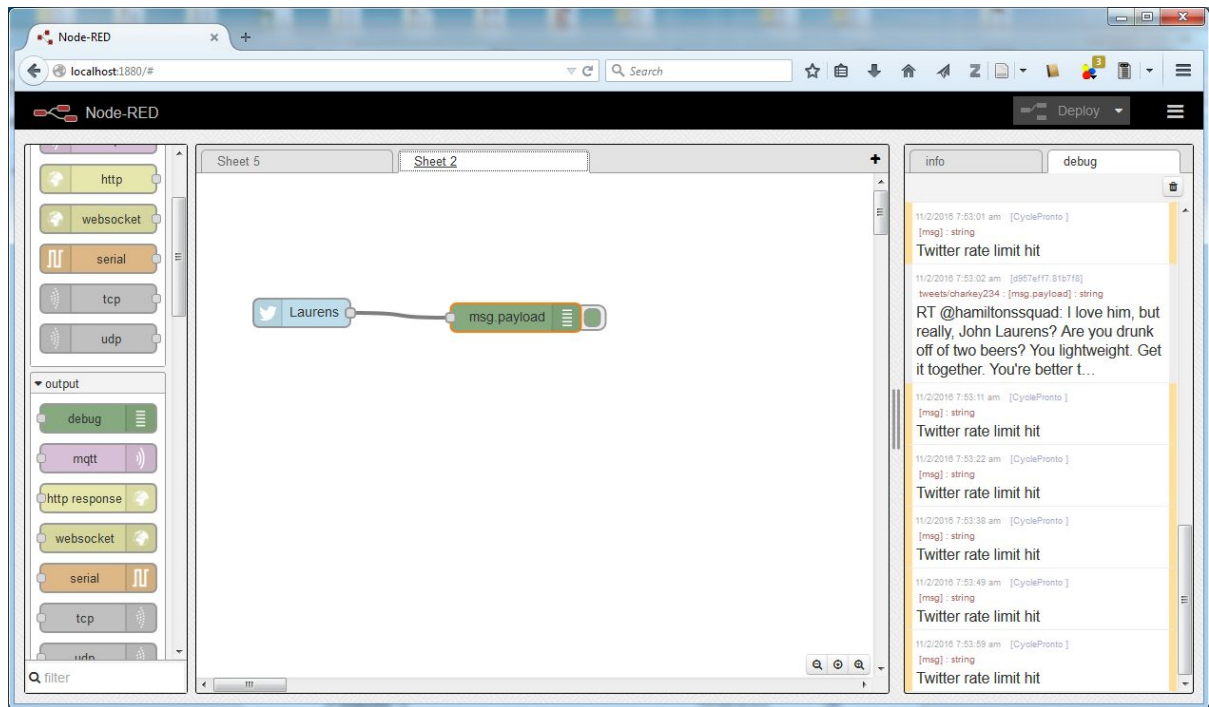 Node-RED
localhost:1880/#
Search
3
Node-RED
Deploy
http
websocket
serial
tcp
udp
output
debug
mqtt
http response
websocket
serial
tcp
udp
filter
Sheet 5
Sheet 2
Laurens
msg.payload
info
debug
11/2/2016 7:53:01 am [CyclePronto ]
[msg] : string
Twitter rate limit hit
11/2/2016 7:53:02 am [d957eff7.81b7f8]
tweets/charkey234 : [msg.payload] : string
RT @hamiltonssquad: I love him, but
really, John Laurens? Are you drunk
off of two beers? You lightweight. Get
it together. You're better t…
11/2/2016 7:53:11 am [CyclePronto ]
[msg] : string
Twitter rate limit hit
11/2/2016 7:53:22 am [CyclePronto ]
[msg] : string
Twitter rate limit hit
11/2/2016 7:53:38 am [CyclePronto ]
[msg] : string
Twitter rate limit hit
11/2/2016 7:53:49 am [CyclePronto ]
[msg] : string
Twitter rate limit hit
11/2/2016 7:53:59 am [CyclePronto ]
[msg] : string
Twitter rate limit hit